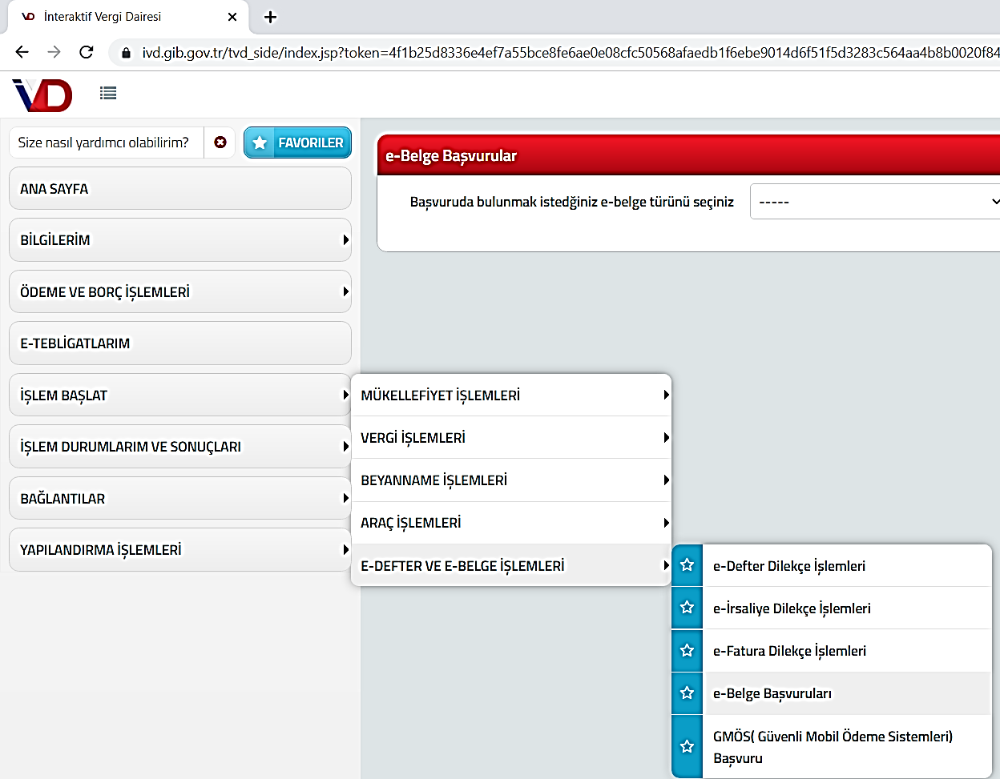 VD İnteraktif Vergi Dairesi
ivd.gib.gov.tr/tvd_side/index.jsp?token=4f1b25d8336e4ef7a55bce8fe6ae0e08cfc50568afaedb1f6ebe9014d6f51f5d3283c564aa4b8b0020f84
VD
Size nasıl yardımcı olabilirim?
FAVORİLER
e-Belge Başvurular
Başvuruda bulunmak istedğiniz e-belge türünü seçiniz
-----
ANA SAYFA
BİLGİLERİM
ÖDEME VE BORÇ İŞLEMLERİ
E-TEBLİGATLARIM
İŞLEM BAŞLAT
İŞLEM DURUMLARIM VE SONUÇLARI
BAĞLANTILAR
YAPILANDIRMA İŞLEMLERİ
MÜKELLEFİYET İŞLEMLERİ
VERGİ İŞLEMLERİ
BEYANNAME İŞLEMLERİ
ARAÇ İŞLEMLERİ
E-DEFTER VE E-BELGE İŞLEMLERİ
e-Defter Dilekçe İşlemleri
e-İrsaliye Dilekçe İşlemleri
e-Fatura Dilekçe İşlemleri
e-Belge Başvuruları
GMÖS( Güvenli Mobil Ödeme Sistemleri)
Başvuru